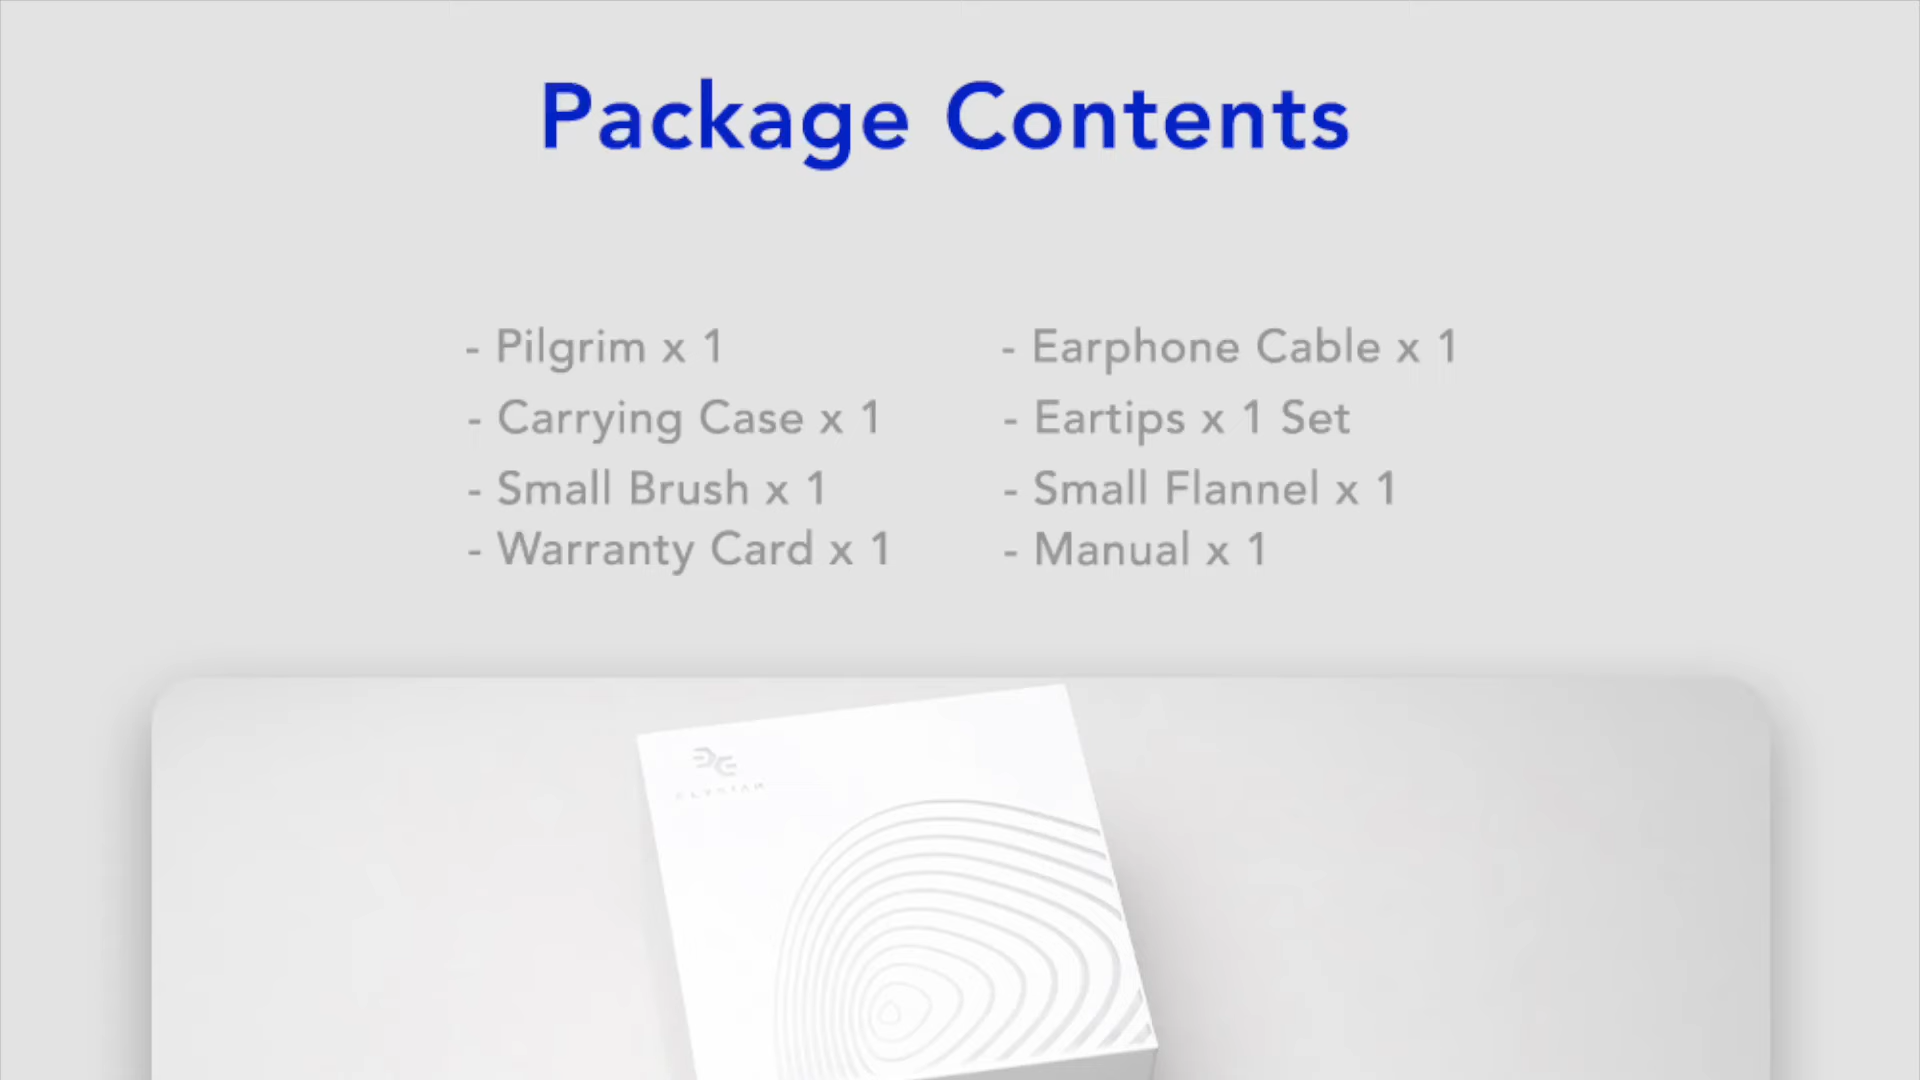 Package Contents
- Pilgrim x 1
- Earphone Cable x 1
- Carrying Case x 1
- Eartips x 1 Set
- Small Brush x 1
- Small Flannel x 1
- Warranty Card x 1
- Manual x 1
ELYSIAN